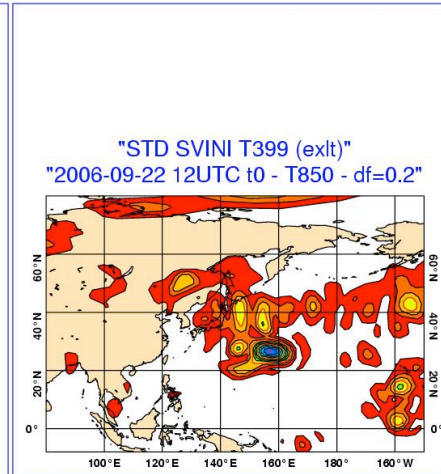 "STD SVINI T399 (exlt)"
"2006-09-22 12UTC t0 - T850 - df=0.2"
60°N 60°N
40°N 40°N
20°N 20°N
0° 0°
100°E 120°E 140°E 160°E 180° 160°W